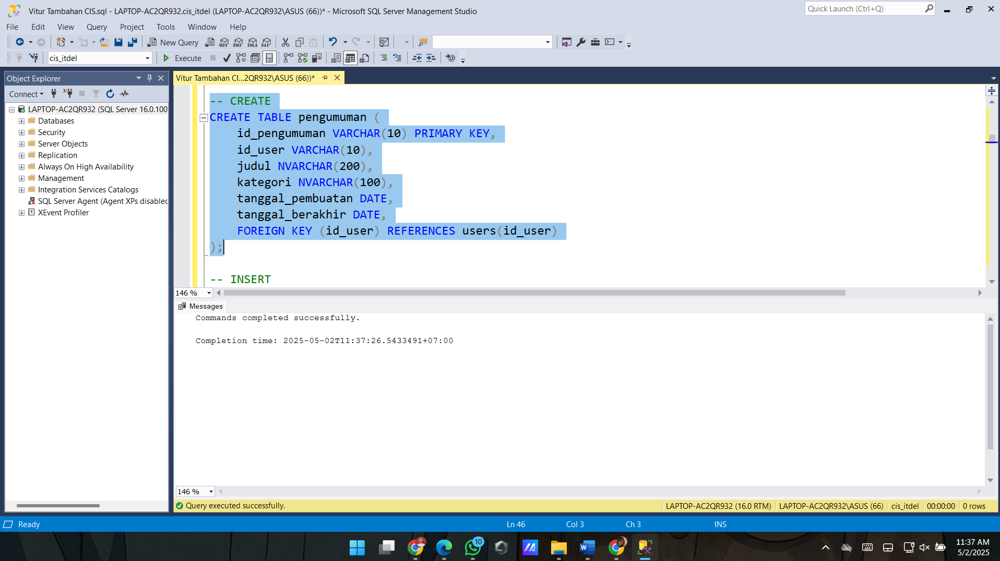 Vitur Tambahan CIS.sql - LAPTOP-AC2QR932.cis_itdel (LAPTOP-AC2QR932\ASUS (66))* - Microsoft SQL Server Management Studio
Quick Launch (Ctrl+Q)
File Edit View Query Project Tools Window Help
New Query MDX DMX XMLA DAX
cis_itdel Execute
Object Explorer
Vitur Tambahan CI...2QR932\ASUS (66))*
Connect
LAPTOP-AC2QR932 (SQL Server 16.0.100
Databases
Security
Server Objects
Replication
Always On High Availability
Management
Integration Services Catalogs
SQL Server Agent (Agent XPs disabled
XEvent Profiler
-- CREATE
CREATE TABLE pengumuman (
id_pengumuman VARCHAR(10) PRIMARY KEY,
id_user VARCHAR(10),
judul NVARCHAR(200),
kategori NVARCHAR(100),
tanggal_pembuatan DATE,
tanggal_berakhir DATE,
FOREIGN KEY (id_user) REFERENCES users(id_user)
);
-- INSERT
146 %
Messages
Commands completed successfully.
Completion time: 2025-05-02T11:37:26.5433491+07:00
146 %
Query executed successfully.
LAPTOP-AC2QR932 (16.0 RTM) LAPTOP-AC2QR932\ASUS (66) cis_itdel 00:00:00 0 rows
Ready Ln 46 Col 3 Ch 3 INS
10
11:37 AM
5/2/2025